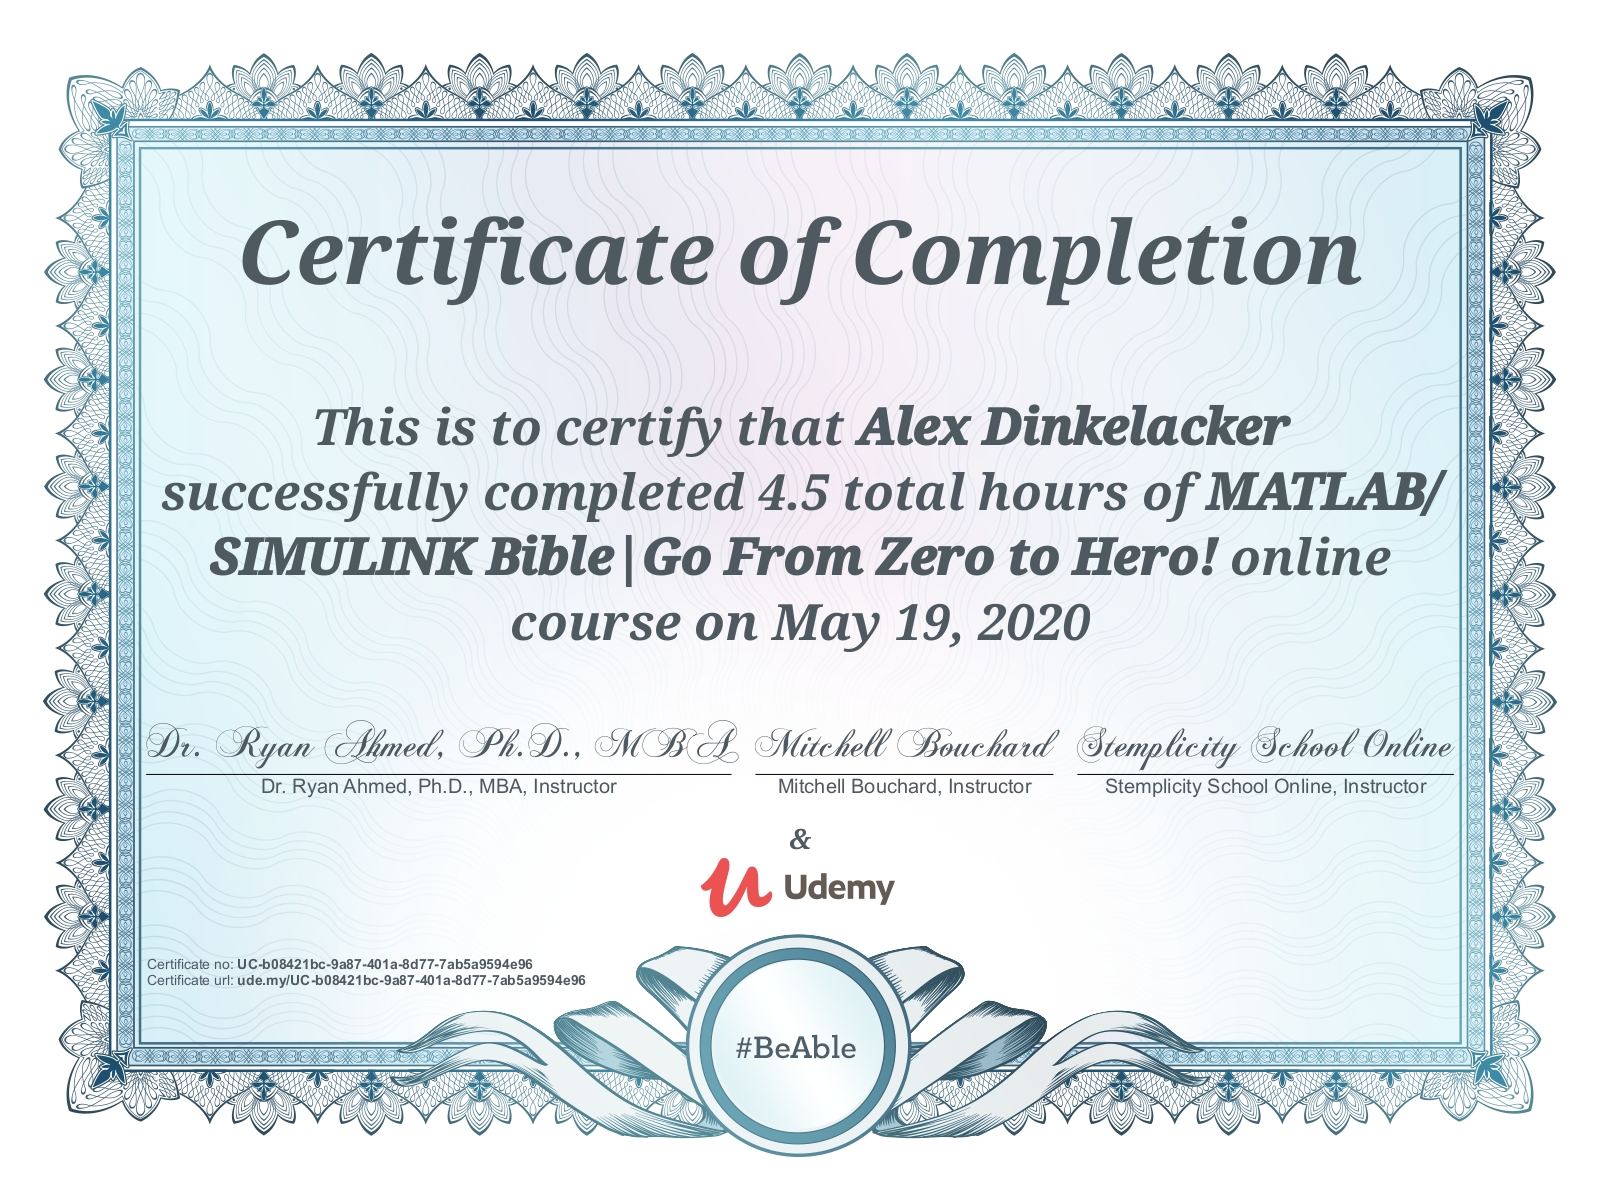 Certificate of Completion
This is to certify that Alex Dinkelacker
successfully completed 4.5 total hours of MATLAB/
SIMULINK Bible|Go From Zero to Hero! online
course on May 19, 2020
Dr. Ryan Ahmed, Ph.D., MBA Mitchell Bouchard Stemplicity School Online
Dr. Ryan Ahmed, Ph.D., MBA, Instructor Mitchell Bouchard, Instructor Stemplicity School Online, Instructor
&
Udemy
Certificate no: UC-b08421bc-9a87-401a-8d77-7ab5a9594e96
Certificate url: ude.my/UC-b08421bc-9a87-401a-8d77-7ab5a9594e96
#BeAble